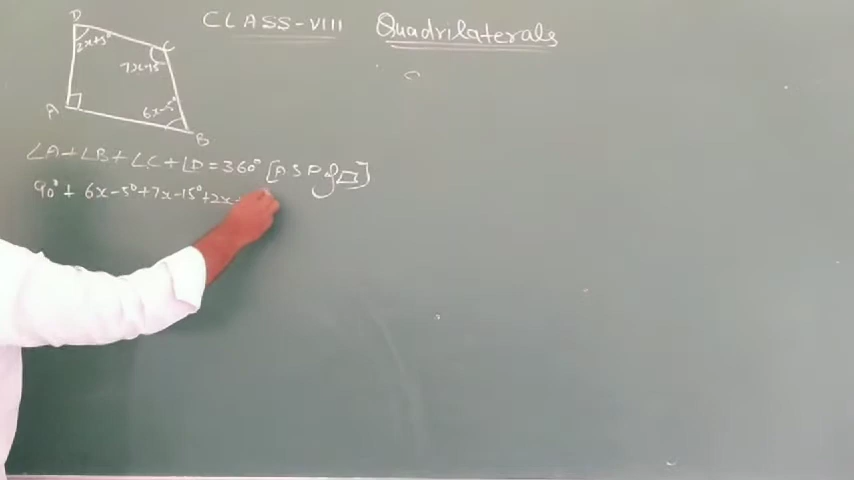 CLASS-VIII Quadrilaterals
D
2x+5°
C
7x-15°
6x-5°
A
B
∠A+∠B+∠C+∠D=360° [ASP of □]
90°+ 6x-5°+7x-15°+2x+